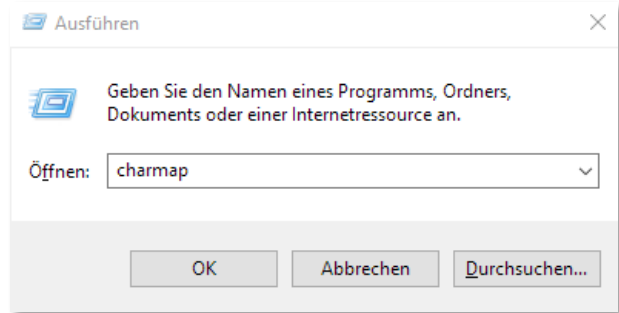 Ausführen
Geben Sie den Namen eines Programms, Ordners,
Dokuments oder einer Internetressource an.
Öffnen: charmap
OK Abbrechen Durchsuchen...